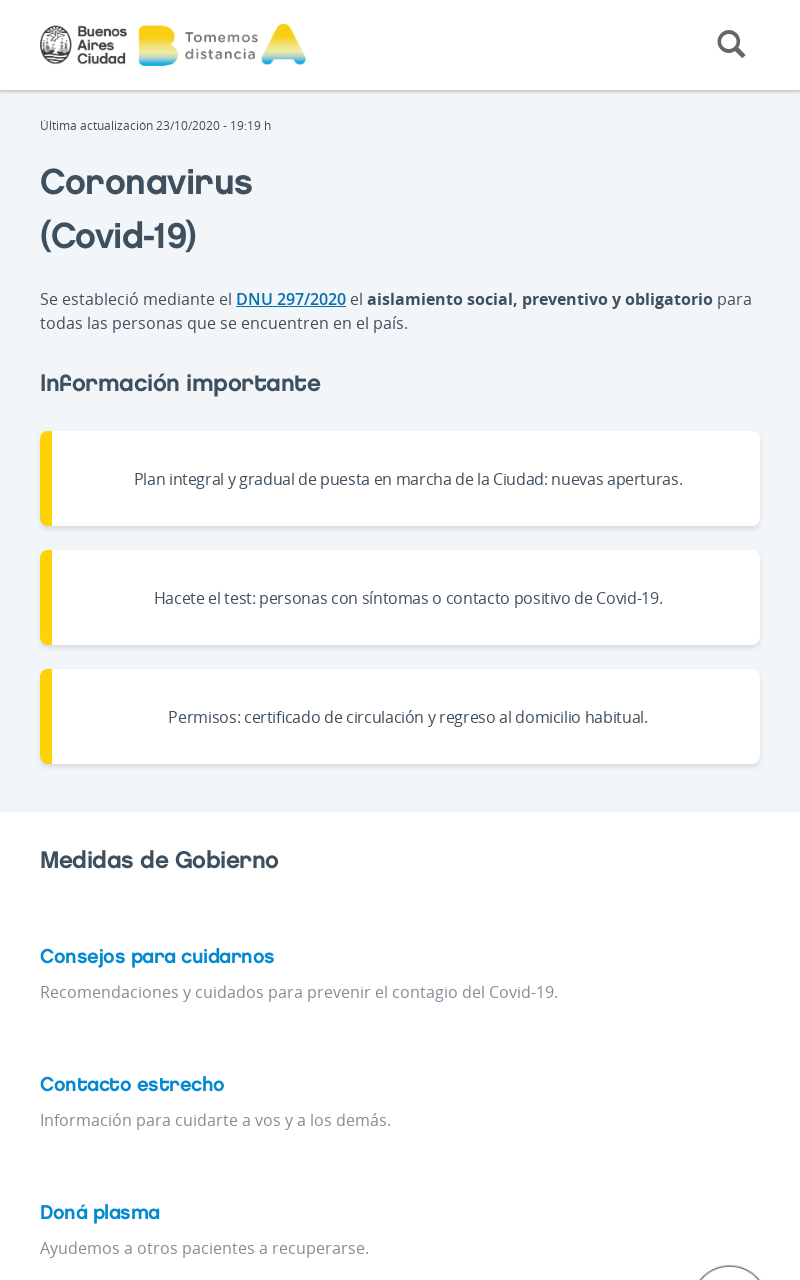 Buenos
Aires
Ciudad
BA
Tomemos
distancia
Última actualización 23/10/2020 - 19:19 h
Coronavirus
(Covid-19)
Se estableció mediante el DNU 297/2020 el aislamiento social, preventivo y obligatorio para
todas las personas que se encuentren en el país.
Información importante
Plan integral y gradual de puesta en marcha de la Ciudad: nuevas aperturas.
Hacete el test: personas con síntomas o contacto positivo de Covid-19.
Permisos: certificado de circulación y regreso al domicilio habitual.
Medidas de Gobierno
Consejos para cuidarnos
Recomendaciones y cuidados para prevenir el contagio del Covid-19.
Contacto estrecho
Información para cuidarte a vos y a los demás.
Doná plasma
Ayudemos a otros pacientes a recuperarse.